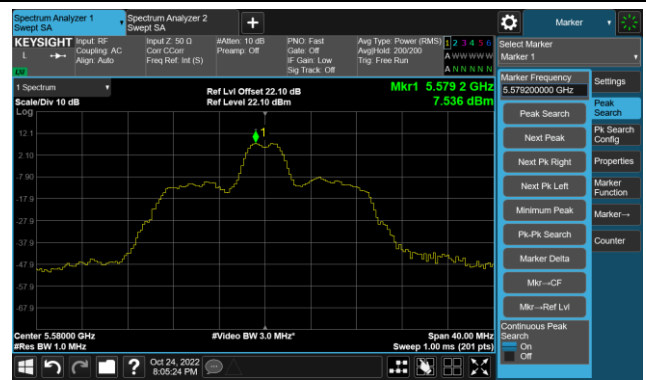 Spectrum Analyzer 1
Swept SA
Spectrum Analyzer 2
Swept SA
+
Marker
KEYSIGHT
L
LW
Input: RF
Coupling: AC
Align: Auto
Input Z: 50 Ω
Corr CCorr
Freq Ref: Int (S)
#Atten: 10 dB
Preamp: Off
PNO: Fast
Gate: Off
IF Gain: Low
Sig Track: Off
Avg Type: Power (RMS)
Avg|Hold: 200/200
Trig: Free Run
1 2 3 4 5 6
A W W W W W
A N N N N N
Select Marker
Marker 1
1 Spectrum
Scale/Div 10 dB
Log
Ref Lvl Offset 22.10 dB
Ref Level 22.10 dBm
Mkr1 5.579 2 GHz
7.536 dBm
12.1
2.10
-7.90
-17.9
-27.9
-37.9
-47.9
-57.9
-67.9
1
Center 5.58000 GHz
#Res BW 1.0 MHz
#Video BW 3.0 MHz*
Span 40.00 MHz
Sweep 1.00 ms (201 pts)
Marker Frequency
5.579200000 GHz
Peak Search
Next Peak
Next Pk Right
Next Pk Left
Minimum Peak
Pk-Pk Search
Marker Delta
Mkr→CF
Mkr→Ref Lvl
Continuous Peak
Search
On
Off
Settings
Peak
Search
Pk Search
Config
Properties
Marker
Function
Marker→
Counter
?
Oct 24, 2022
8:05:24 PM